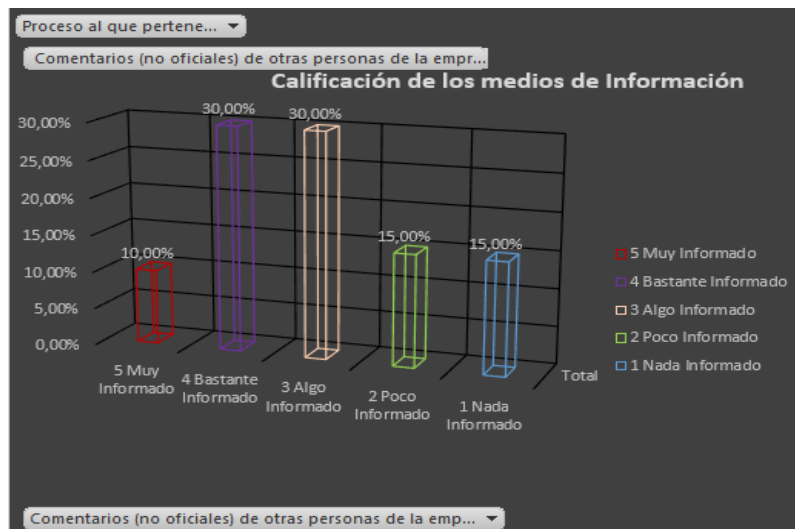 Proceso al que pertene...
Comentarios (no oficiales) de otras personas de la empr...
Calificación de los medios de Información
30,00%
25,00%
20,00%
15,00%
10,00%
5,00%
0,00%
10,00%
30,00%
30,00%
15,00%
15,00%
5 Muy
Informado
4 Bastante
Informado
3 Algo
Informado
2 Poco
Informado
1 Nada
Informado
Total
5 Muy Informado
4 Bastante Informado
3 Algo Informado
2 Poco Informado
1 Nada Informado
Comentarios (no oficiales) de otras personas de la emp...